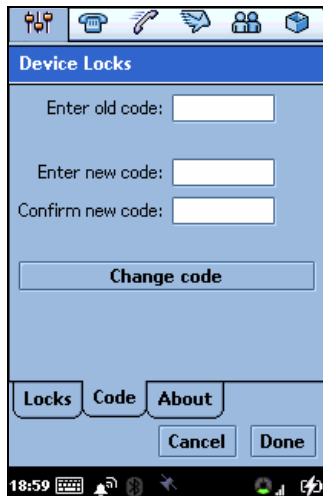 Device Locks
Enter old code:
Enter new code:
Confirm new code:
Change code
Locks Code About
Cancel Done
18:59